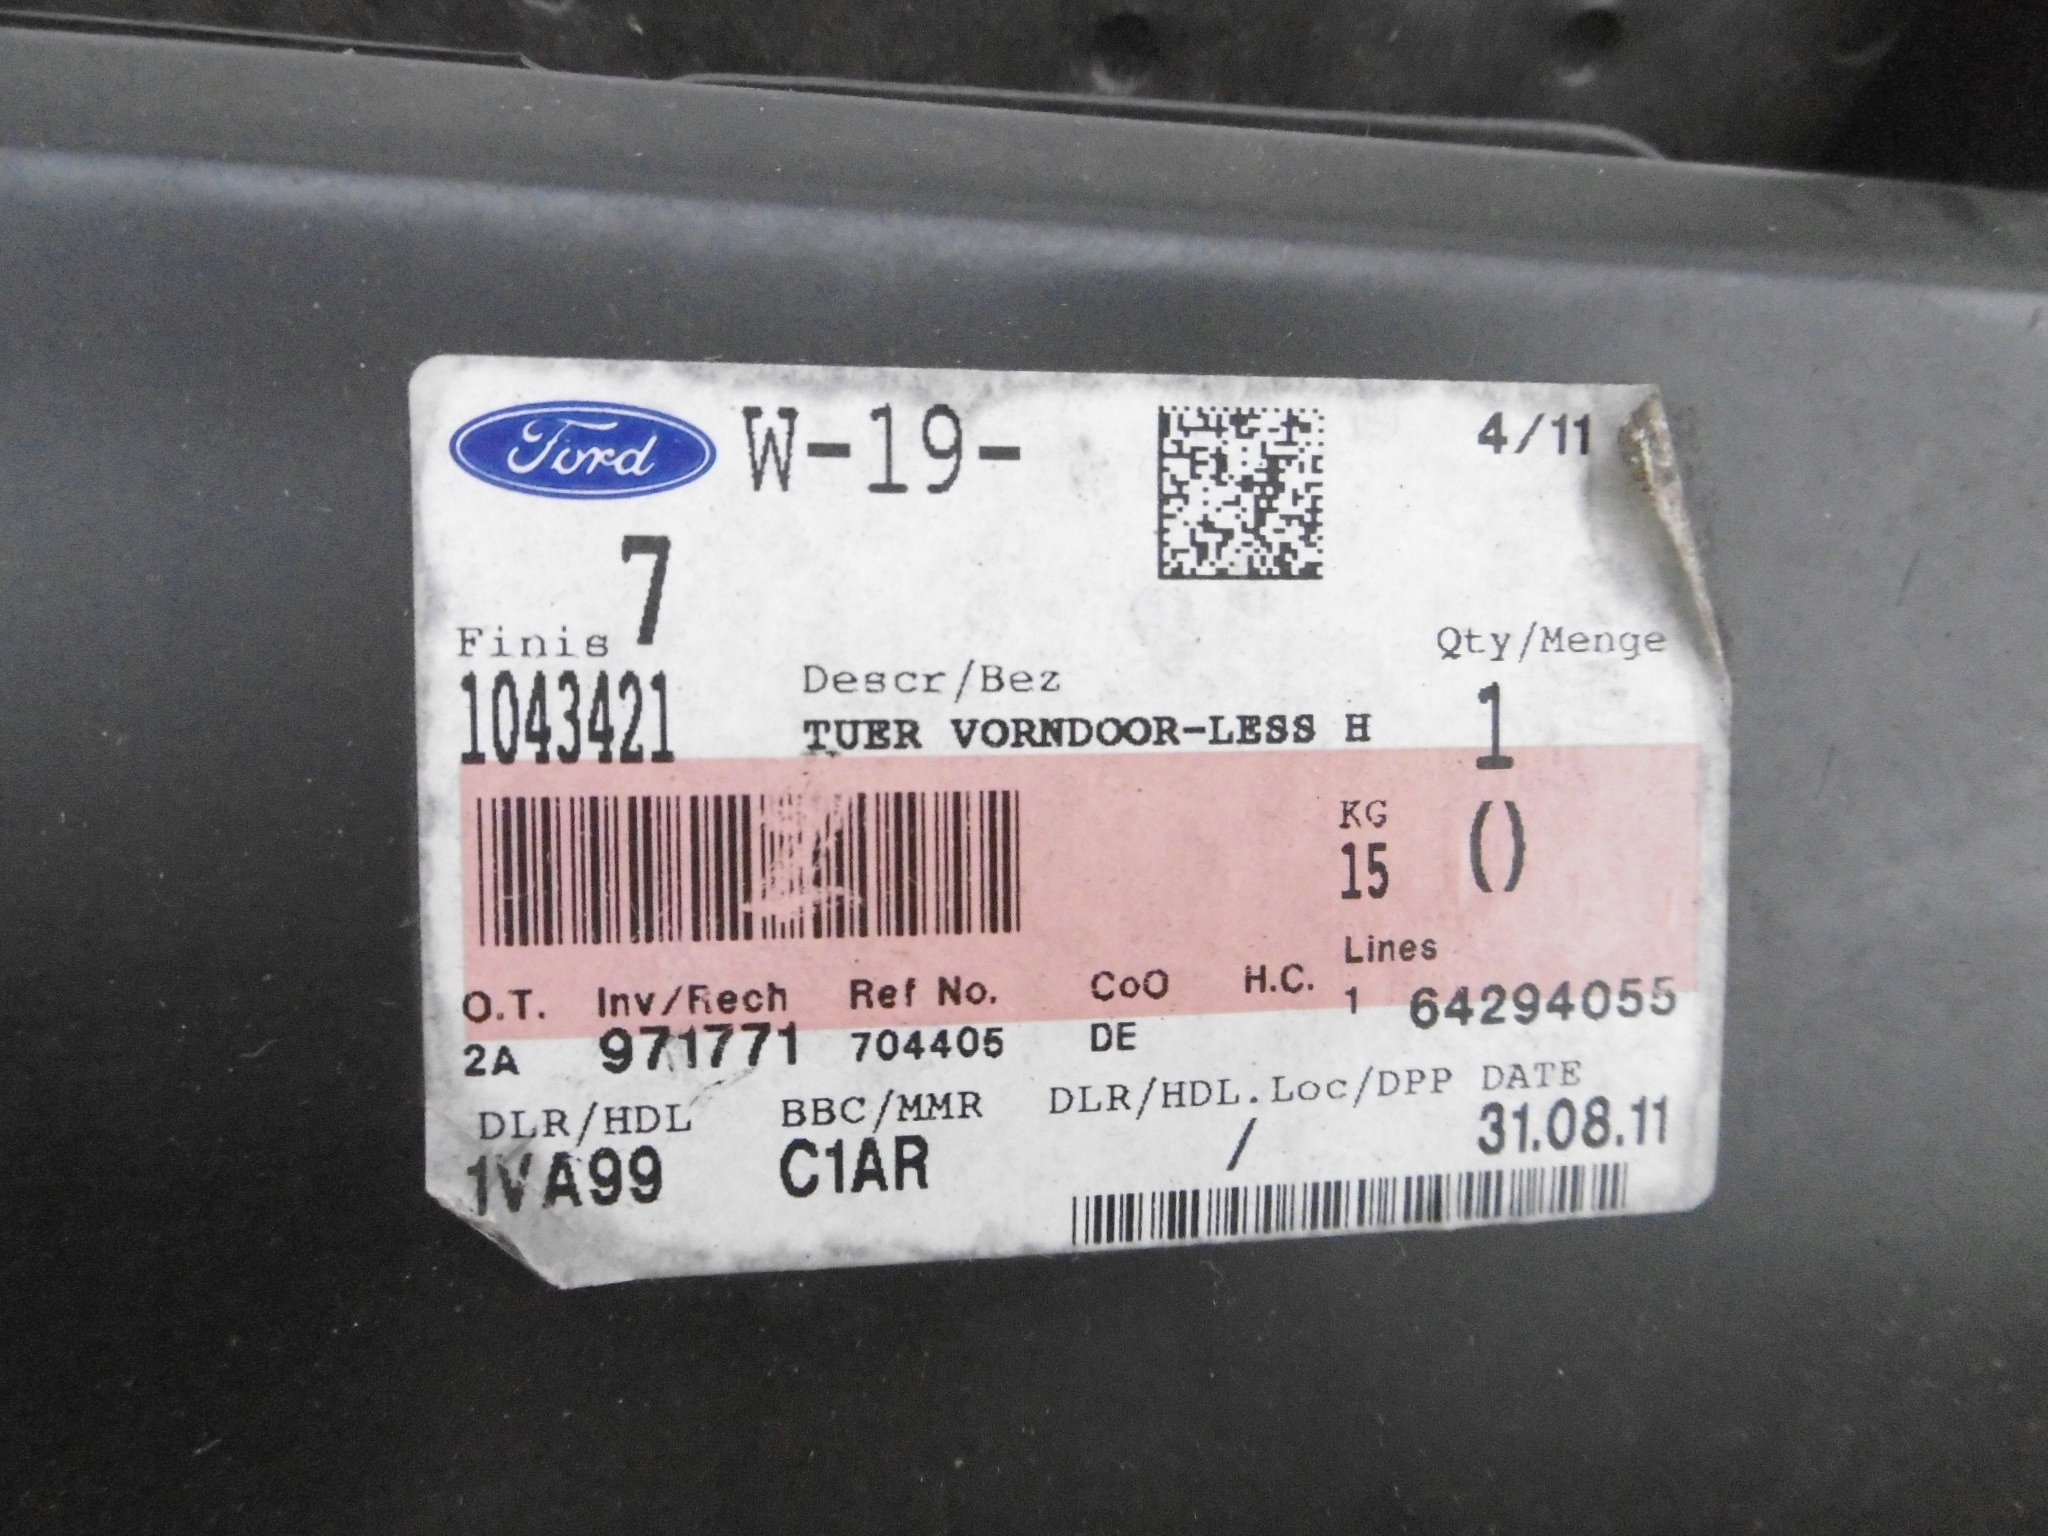 Ford W-19- 4/11
7
Finis Qty/Menge
Descr/Bez
1043421 TUER VORNDOOR-LESS H 1
KG ()
15
Lines
O.T. Inv/Rech Ref No. CoO H.C.
2A 971771 704405 DE 1 64294055
DLR/HDL BBC/MMR DLR/HDL.Loc/DPP DATE
1VA99 C1AR / 31.08.11